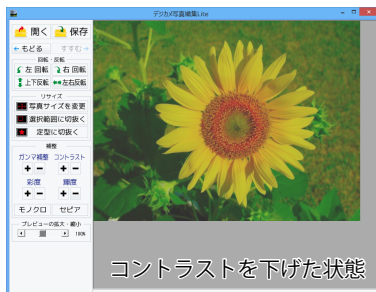 デジカメ写真編集Lite
開く 保存
←もどる すすむ→
回転・反転
左回転 右回転
上下反転 左右反転
リサイズ
写真サイズを変更
選択範囲に切抜く
定型に切抜く
補整
ガンマ補整 コントラスト
+ - + -
彩度 輝度
+ - + -
モノクロ セピア
プレビューの拡大・縮小
100%
コントラストを下げた状態